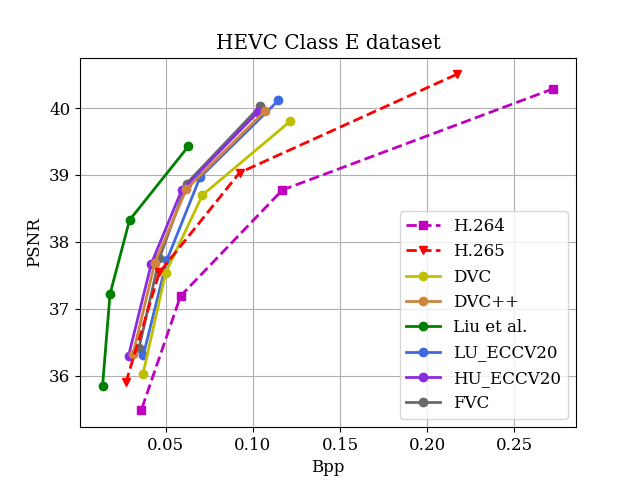 HEVC Class E dataset
PSNR
40
39
38
37
36
0.05 0.10 0.15 0.20 0.25
Bpp
H.264
H.265
DVC
DVC++
Liu et al.
LU_ECCV20
HU_ECCV20
FVC